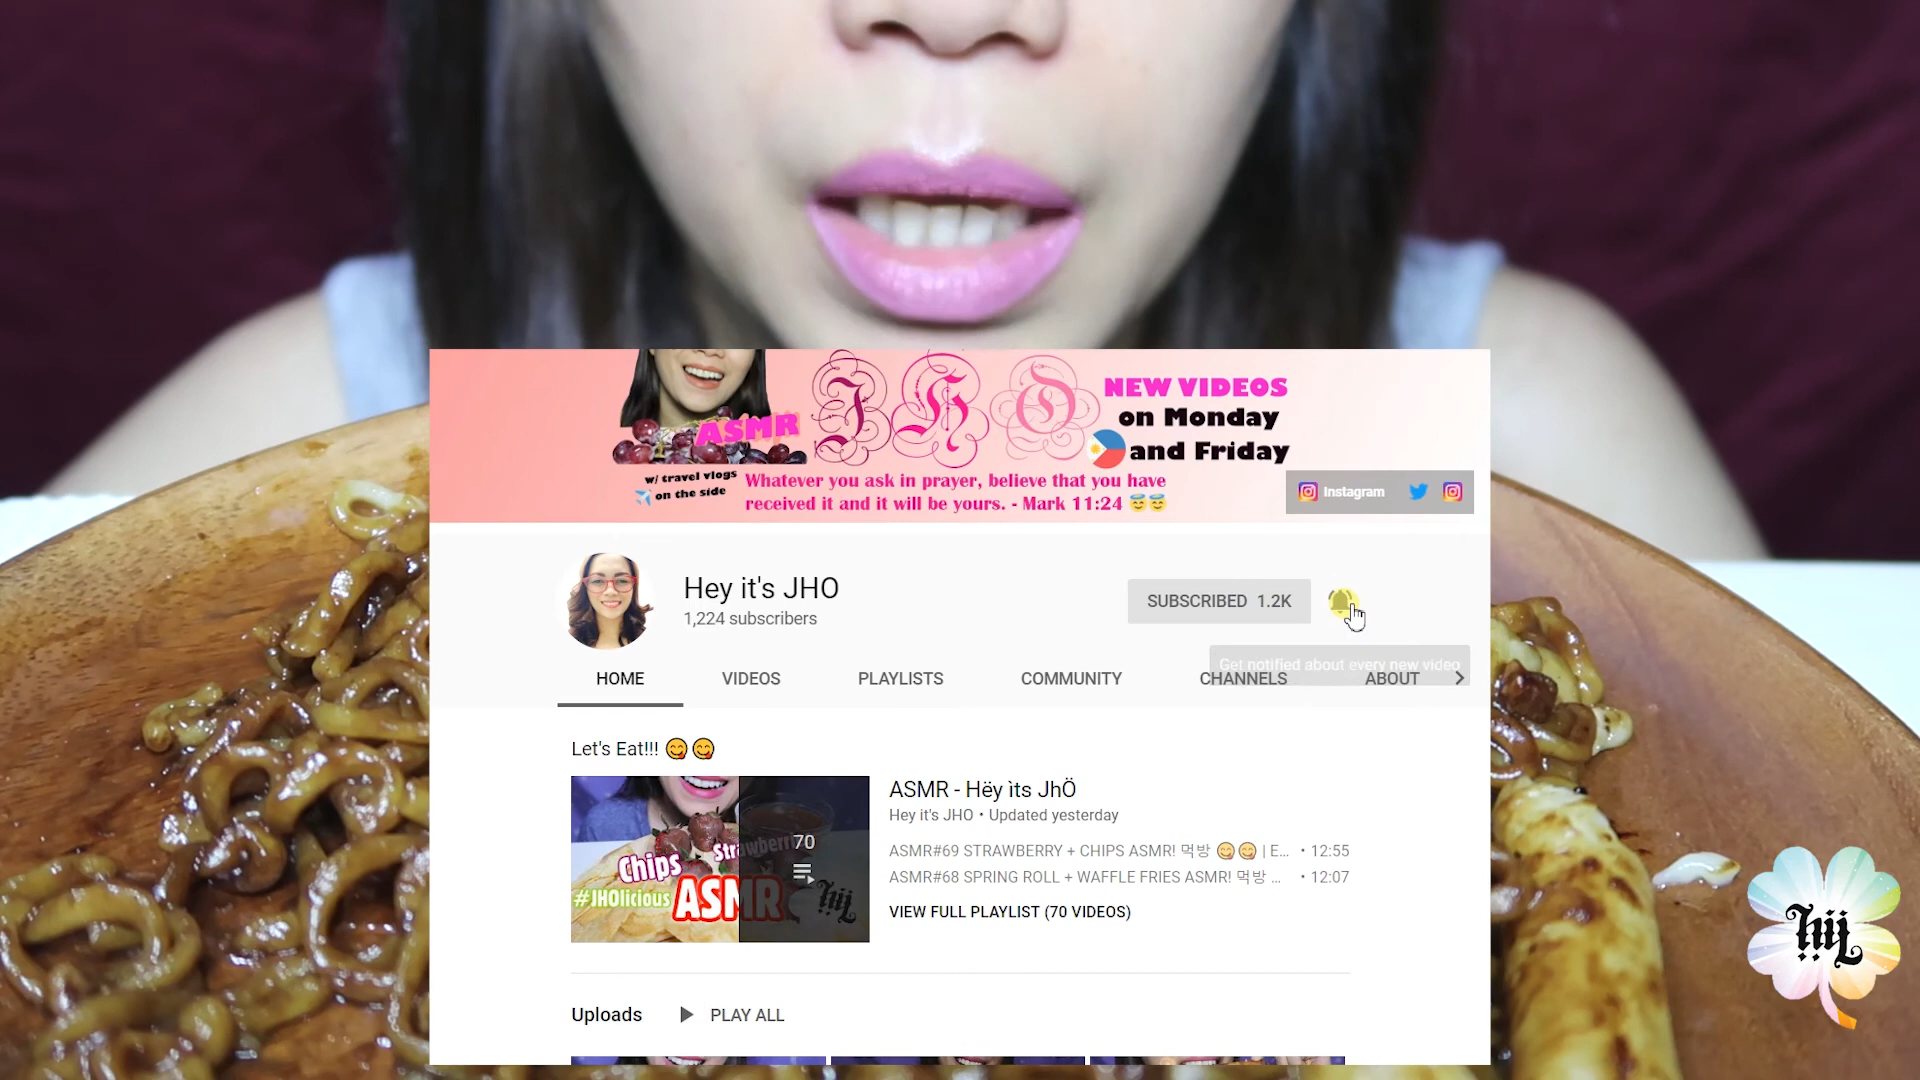 ASMR
JHO
NEW VIDEOS
on Monday
and Friday
w/ travel vlogs
on the side
Whatever you ask in prayer, believe that you have
received it and it will be yours. - Mark 11:24 😇😇
Instagram
Hey it's JHO
1,224 subscribers
SUBSCRIBED 1.2K
Get notified about every new video
HOME VIDEOS PLAYLISTS COMMUNITY CHANNELS ABOUT
Let's Eat!!! 😋😋
Chips
Strawberry
#JHOlicious
ASMR
70
hij
ASMR - Hëy ìts JhÖ
Hey it's JHO • Updated yesterday
ASMR#69 STRAWBERRY + CHIPS ASMR! 먹방 😋😋 | E... • 12:55
ASMR#68 SPRING ROLL + WAFFLE FRIES ASMR! 먹방 ... • 12:07
VIEW FULL PLAYLIST (70 VIDEOS)
Uploads PLAY ALL
hij